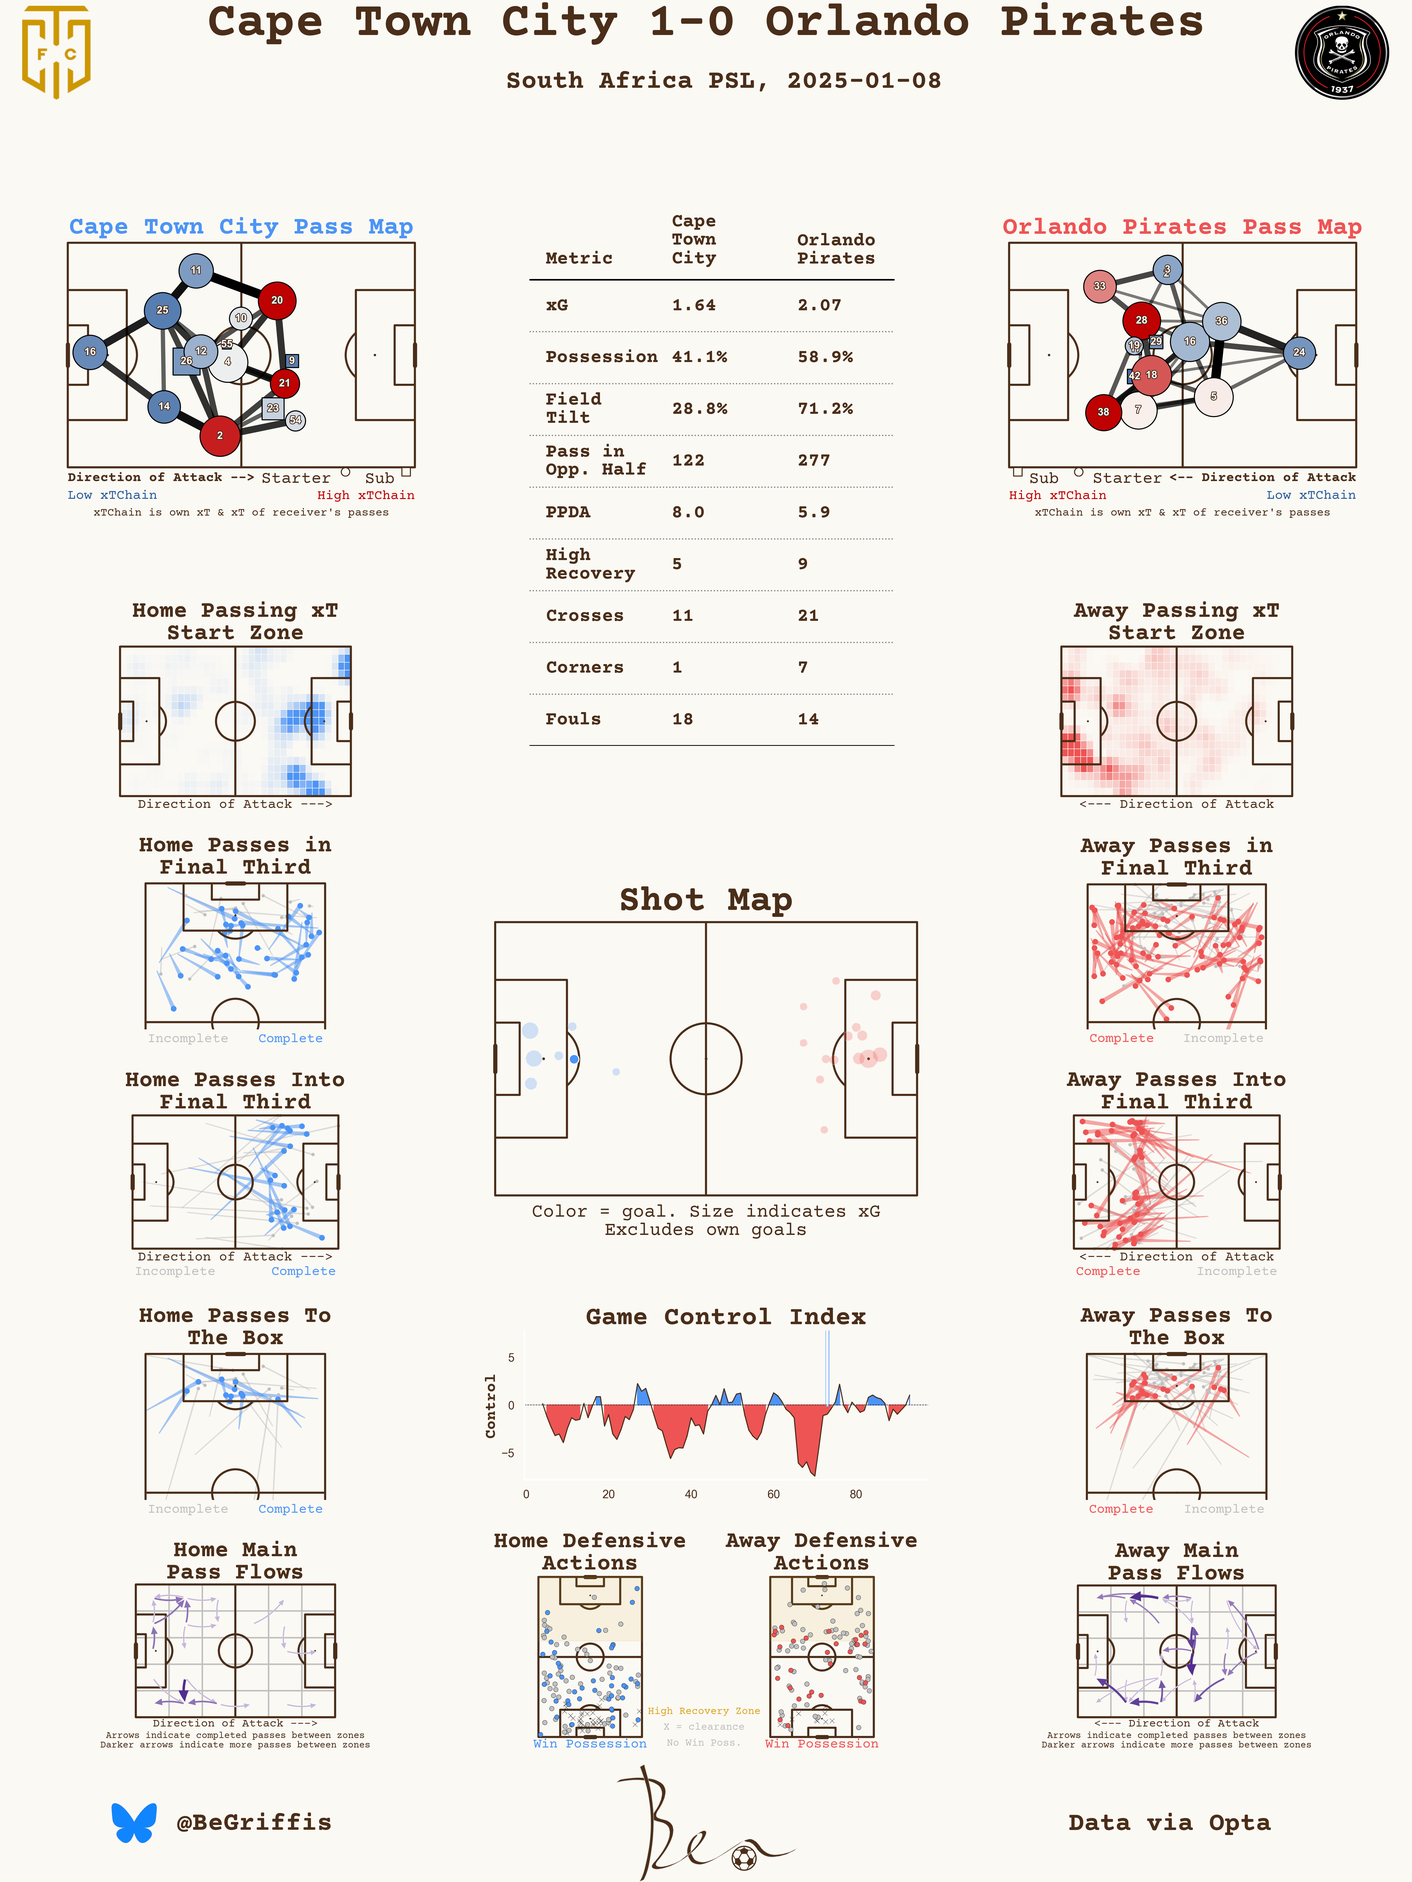 Cape Town City 1-0 Orlando Pirates
South Africa PSL, 2025-01-08
F C
ORLANDO
PIRATES
1937
Cape Town City Pass Map
11
20
25
10
16
26
12
55
4
9
21
14
23
54
2
Direction of Attack --> Starter Sub
Low xTChain High xTChain
xTChain is own xT & xT of receiver's passes
Metric Cape Town City Orlando Pirates
xG 1.64 2.07
Possession 41.1% 58.9%
Field Tilt 28.8% 71.2%
Pass in Opp. Half 122 277
PPDA 8.0 5.9
High Recovery 5 9
Crosses 11 21
Corners 1 7
Fouls 18 14
Orlando Pirates Pass Map
3
33
28
36
19
29
16
24
42
18
5
38
7
Sub Starter <-- Direction of Attack
High xTChain Low xTChain
xTChain is own xT & xT of receiver's passes
Home Passing xT
Start Zone
Direction of Attack --->
Away Passing xT
Start Zone
<--- Direction of Attack
Home Passes in
Final Third
Incomplete Complete
Shot Map
Color = goal. Size indicates xG
Excludes own goals
Away Passes in
Final Third
Complete Incomplete
Home Passes Into
Final Third
Direction of Attack --->
Incomplete Complete
Away Passes Into
Final Third
<--- Direction of Attack
Complete Incomplete
Home Passes To
The Box
Incomplete Complete
Game Control Index
Control
5
0
−5
0 20 40 60 80
Away Passes To
The Box
Complete Incomplete
Home Main
Pass Flows
Direction of Attack --->
Arrows indicate completed passes between zones
Darker arrows indicate more passes between zones
Home Defensive
Actions
Win Possession
High Recovery Zone
X = clearance
No Win Poss.
Away Defensive
Actions
Win Possession
Away Main
Pass Flows
<--- Direction of Attack
Arrows indicate completed passes between zones
Darker arrows indicate more passes between zones
@BeGriffis
Ben
Data via Opta